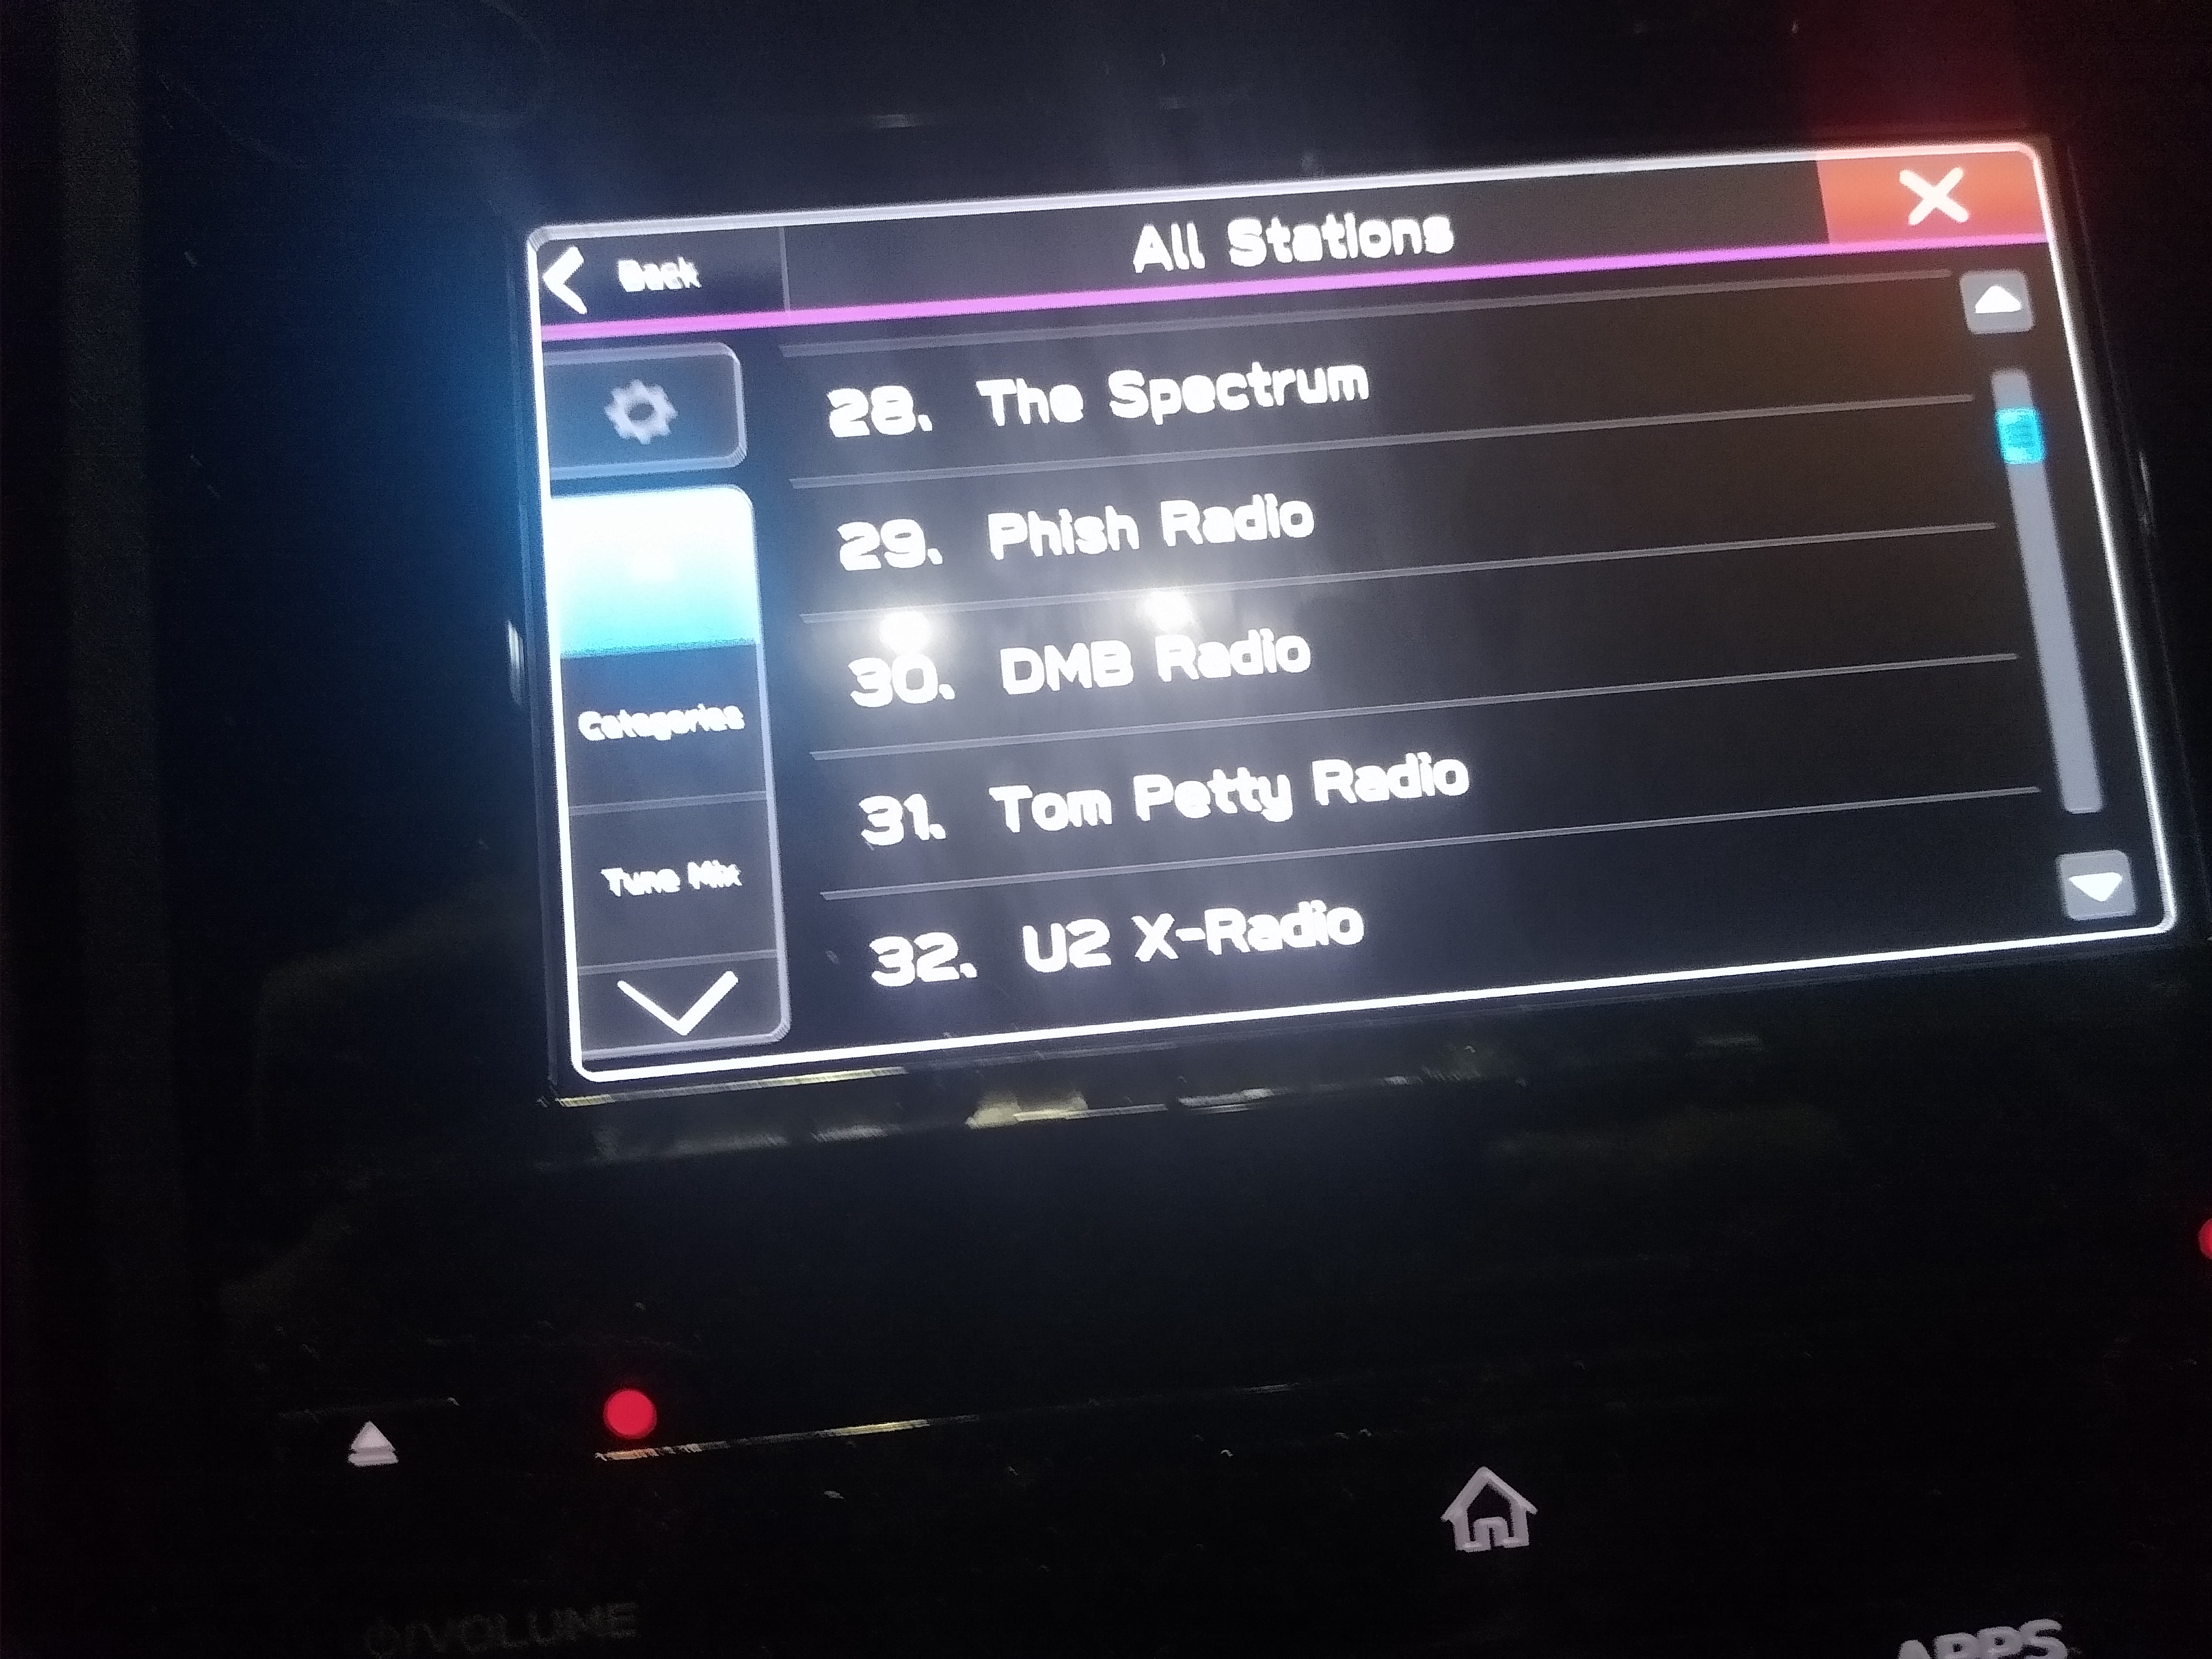 Back
All Stations
28. The Spectrum
29. Phish Radio
30. DMB Radio
Categories
31. Tom Petty Radio
Tune Mix
32. U2 X-Radio
VOLUME
APPS